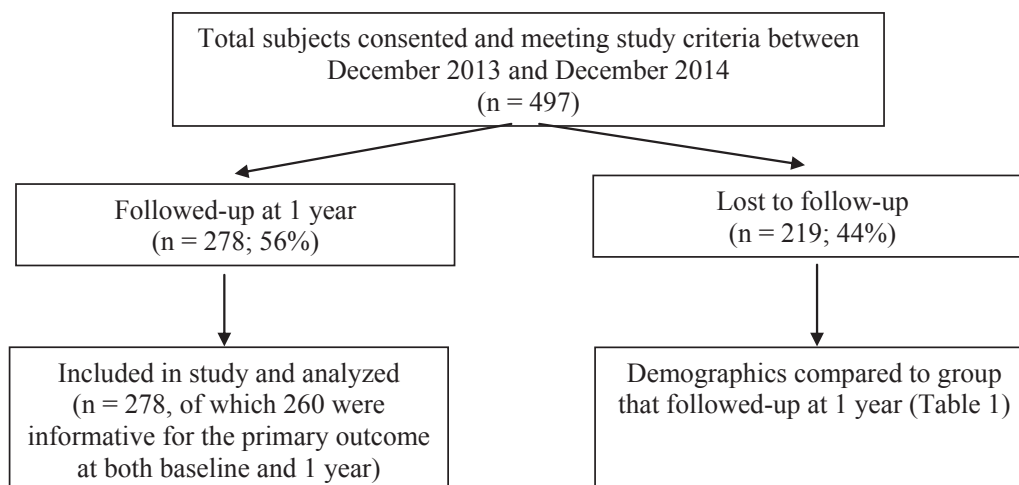 Total subjects consented and meeting study criteria between
December 2013 and December 2014
(n = 497)
Followed-up at 1 year
(n = 278; 56%)
Lost to follow-up
(n = 219; 44%)
Included in study and analyzed
(n = 278, of which 260 were
informative for the primary outcome
at both baseline and 1 year)
Demographics compared to group
that followed-up at 1 year (Table 1)